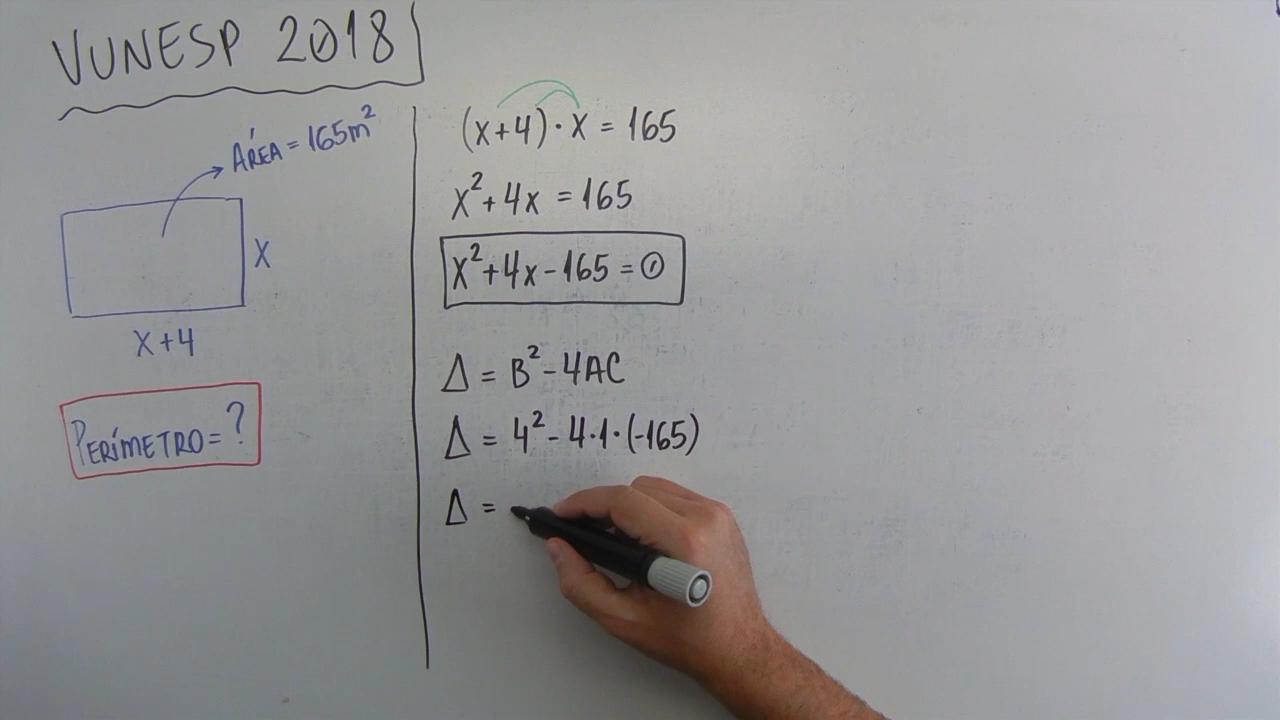 VUNESP 2018
ÁREA = 165m²
X
X+4
PERÍMETRO = ?
(x+4)·x = 165
x²+4x = 165
x²+4x-165 = 0
Δ = B²-4AC
Δ = 4²-4·1·(-165)
Δ =